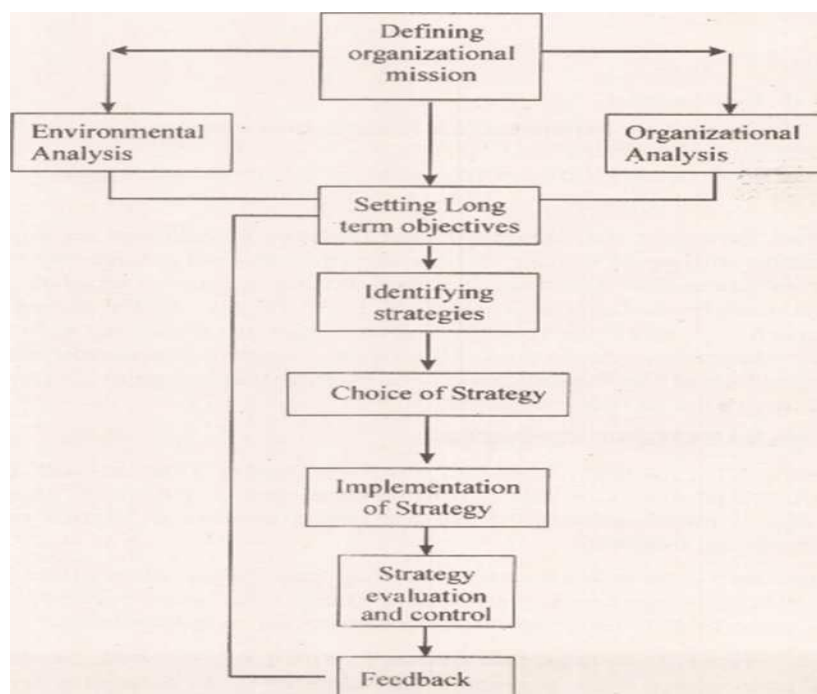 Defining
organizational
mission
Environmental
Analysis
Organizational
Analysis
Setting Long
term objectives
Identifying
strategies
Choice of Strategy
Implementation
of Strategy
Strategy
evaluation
and control
Feedback